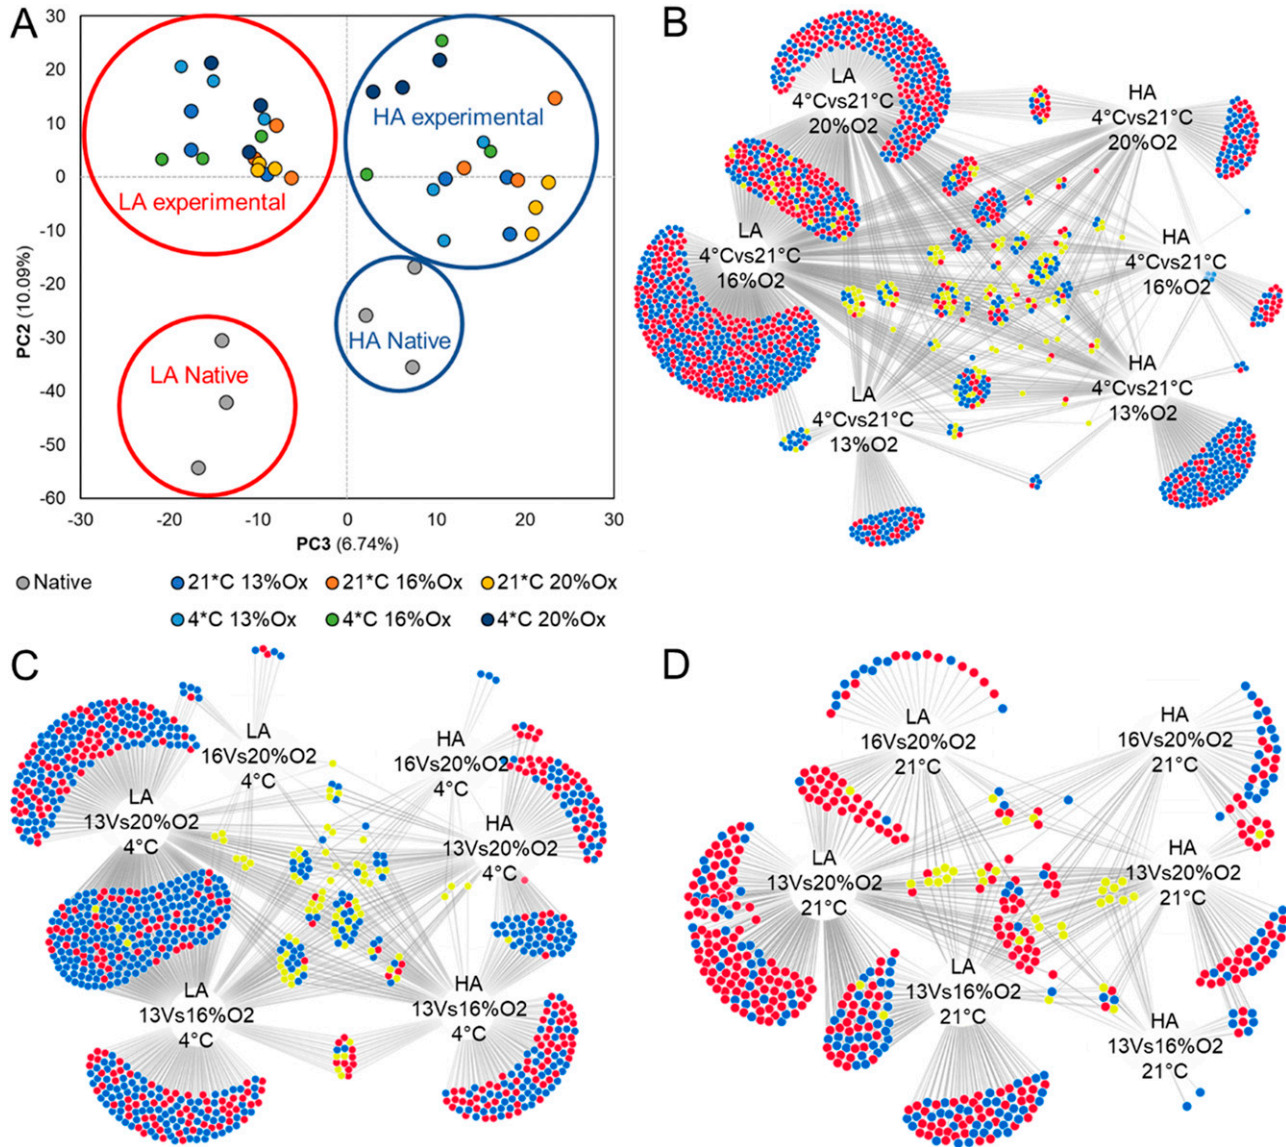 A
30
20
10
0
-10
-20
-30
-40
-50
-60
PC2 (10.09%)
-30
-20
-10
0
10
20
30
PC3 (6.74%)
LA experimental
HA experimental
HA Native
LA Native
Native
21*C 13%Ox
21*C 16%Ox
21*C 20%Ox
4*C 13%Ox
4*C 16%Ox
4*C 20%Ox
B
LA
4°Cvs21°C
20%O2
HA
4°Cvs21°C
20%O2
LA
4°Cvs21°C
16%O2
HA
4°Cvs21°C
16%O2
LA
4°Cvs21°C
13%O2
HA
4°Cvs21°C
13%O2
C
LA
16Vs20%O2
4°C
HA
16Vs20%O2
4°C
LA
13Vs20%O2
4°C
HA
13Vs20%O2
4°C
LA
13Vs16%O2
4°C
HA
13Vs16%O2
4°C
D
LA
16Vs20%O2
21°C
HA
16Vs20%O2
21°C
LA
13Vs20%O2
21°C
HA
13Vs20%O2
21°C
LA
13Vs16%O2
21°C
HA
13Vs16%O2
21°C